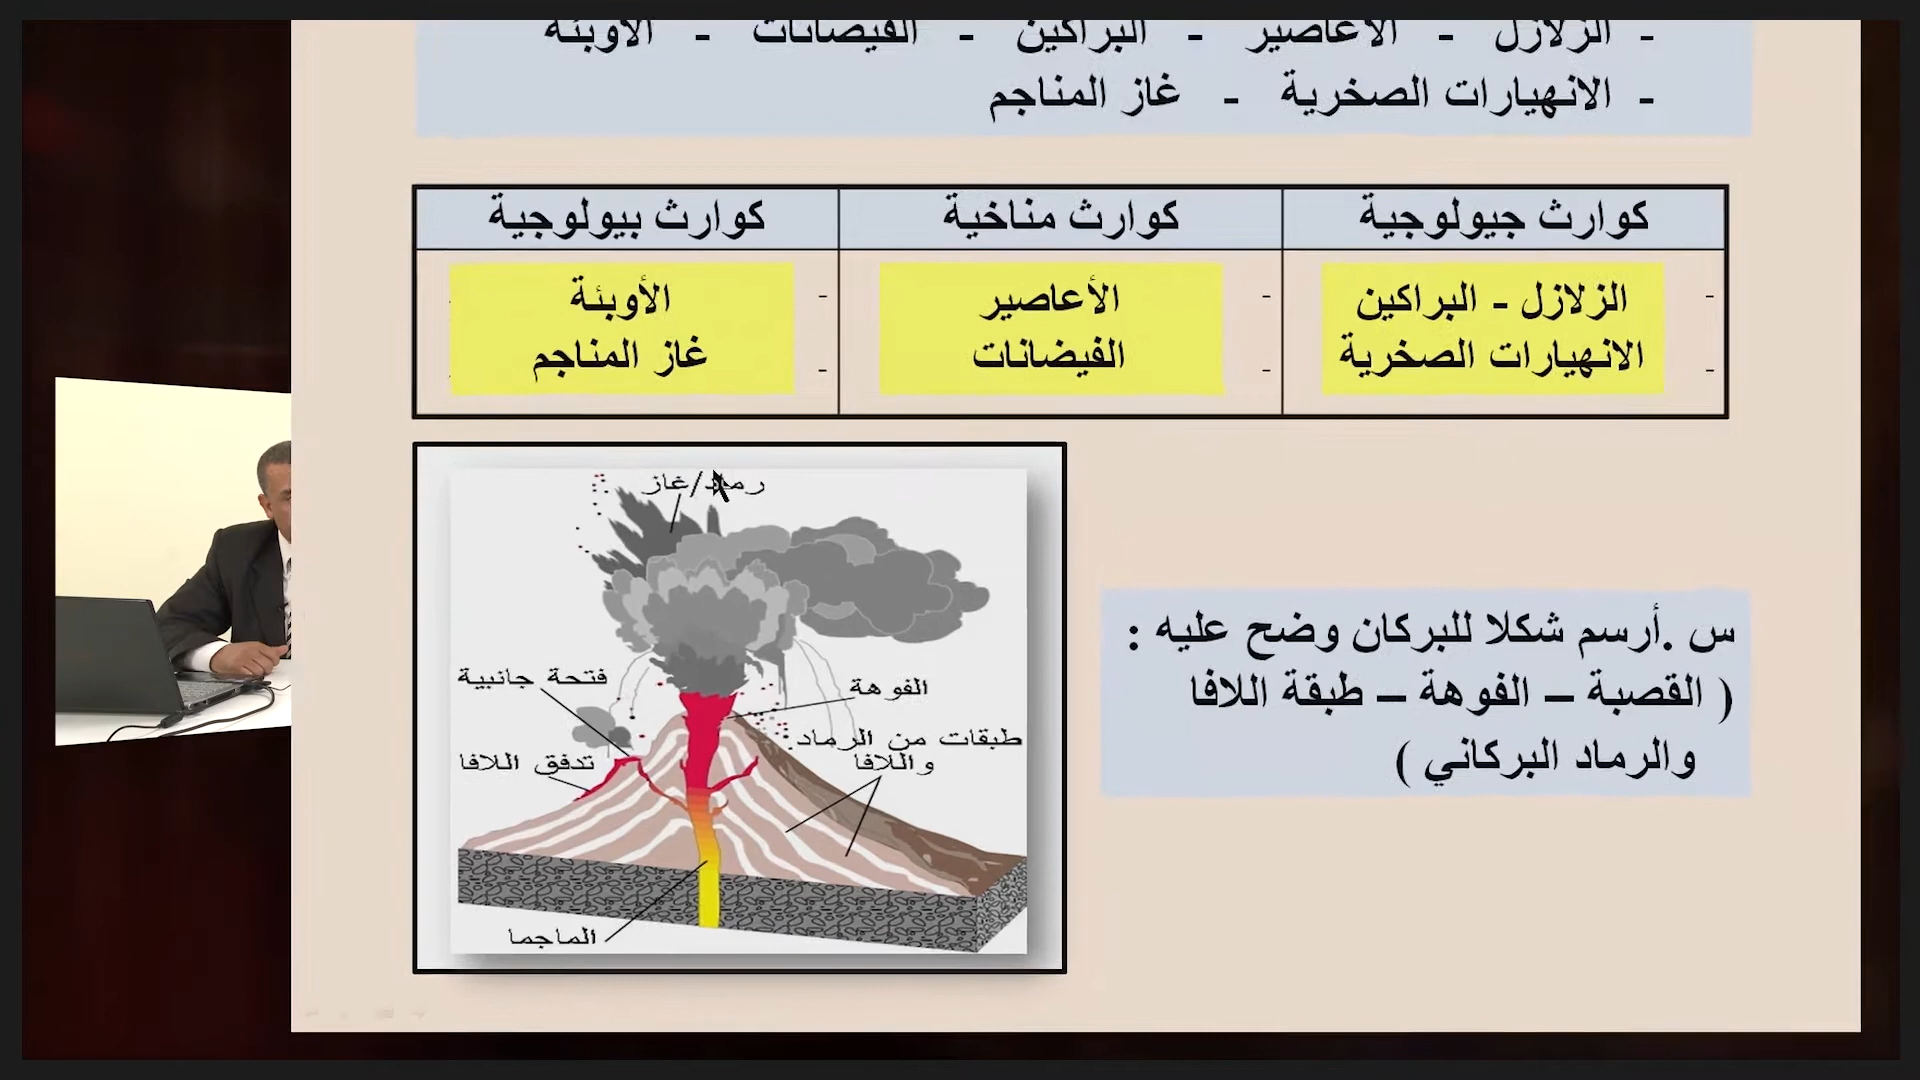 - الزلازل - الأعاصير - البراكين - الفيضانات - الأوبئة
- الانهيارات الصخرية - غاز المناجم
كوارث جيولوجية
كوارث مناخية
كوارث بيولوجية
- الزلازل - البراكين
- الانهيارات الصخرية
- الأعاصير
- الفيضانات
- الأوبئة
- غاز المناجم
س .أرسم شكلا للبركان وضح عليه :
( القصبة – الفوهة – طبقة اللافا
والرماد البركاني )
رماد/غاز
فتحة جانبية
الفوهة
طبقات من الرماد
واللافا
تدفق اللافا
الماجما